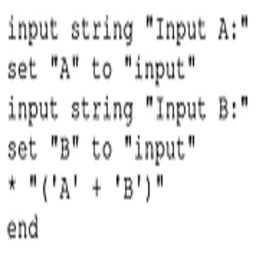 input string "Input A:"
set "A" to "input"
input string "Input B:"
set "B" to "input"
* "('A' + 'B')"
end